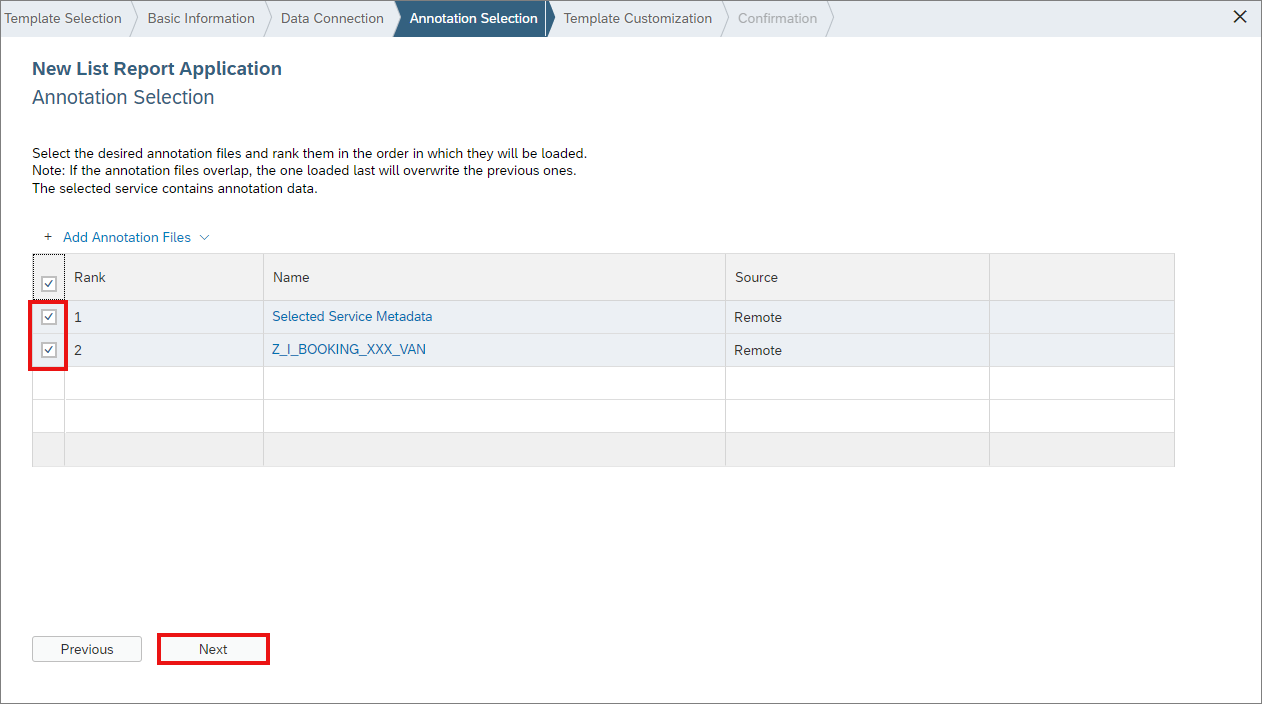 Template Selection Basic Information Data Connection Annotation Selection Template Customization Confirmation
New List Report Application
Annotation Selection
Select the desired annotation files and rank them in the order in which they will be loaded.
Note: If the annotation files overlap, the one loaded last will overwrite the previous ones.
The selected service contains annotation data.
+ Add Annotation Files
Rank Name Source
1 Selected Service Metadata Remote
2 Z_I_BOOKING_XXX_VAN Remote
Previous Next